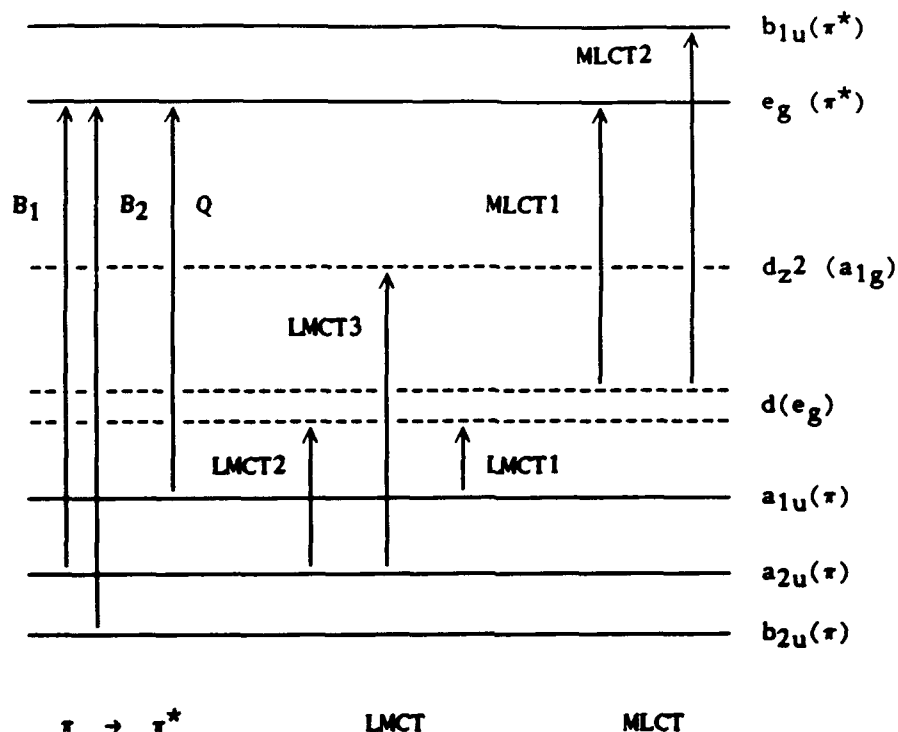 b1u(π*)
MLCT2
eg (π*)
B1 B2 Q MLCT1
dz2 (a1g)
LMCT3
d(eg)
LMCT2 LMCT1
a1u(π)
a2u(π)
b2u(π)
π → π* LMCT MLCT